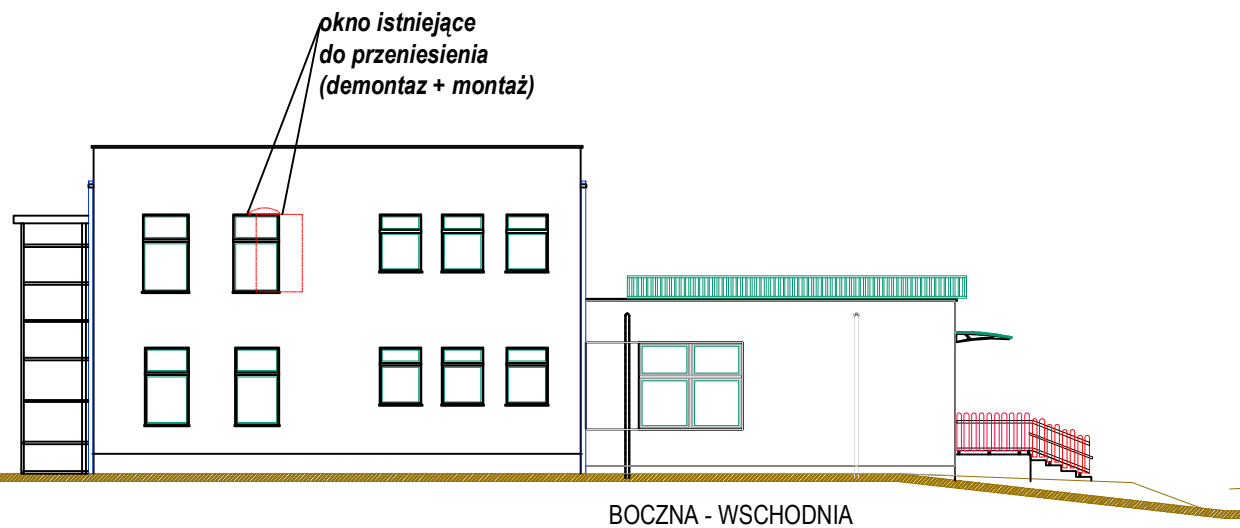 okno istniejące
do przeniesienia
(demontaz + montaż)
BOCZNA - WSCHODNIA